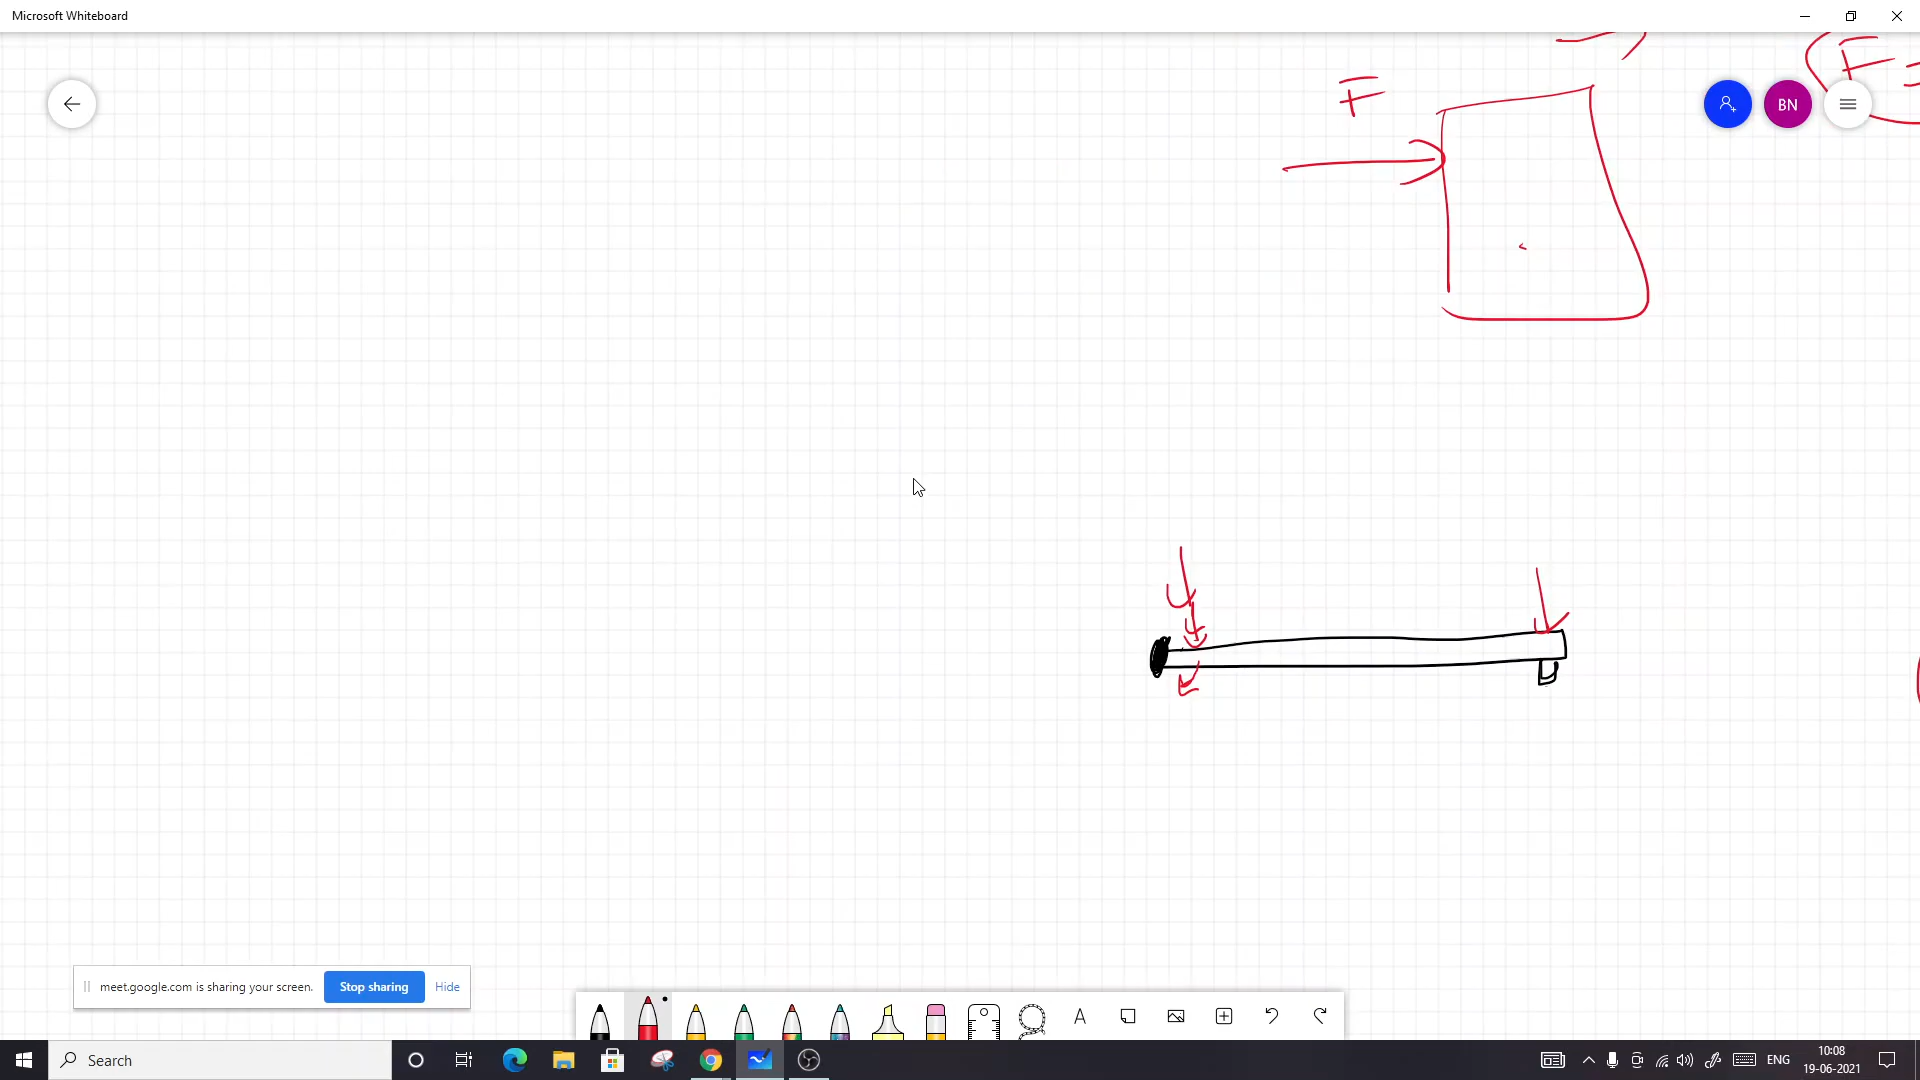 Microsoft Whiteboard
F
F =
BN
meet.google.com is sharing your screen. Stop sharing Hide
A
Search
ENG
10:08
19-06-2021